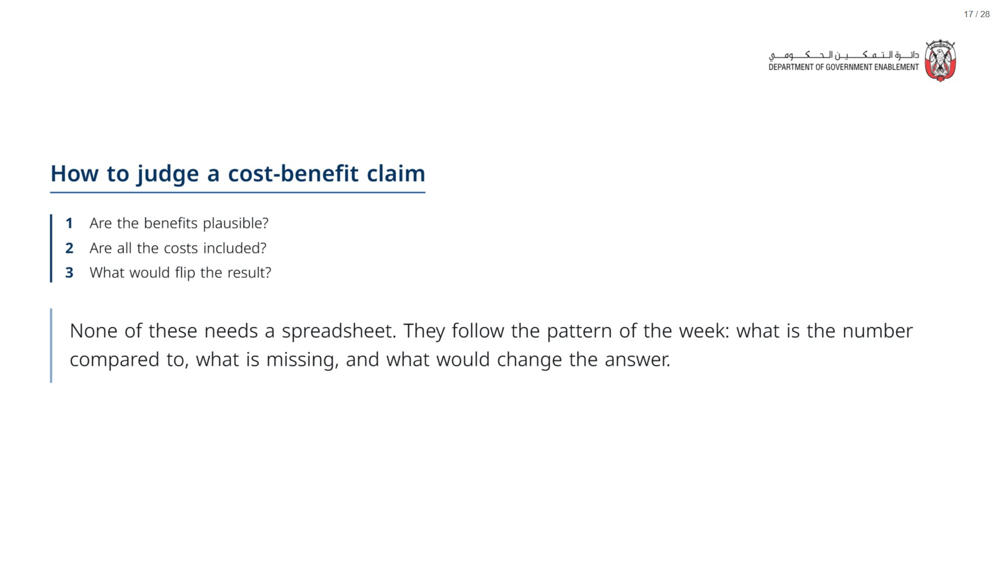 17 / 28
دائرة التمكين الحكومي
DEPARTMENT OF GOVERNMENT ENABLEMENT
How to judge a cost-benefit claim
1 Are the benefits plausible?
2 Are all the costs included?
3 What would flip the result?
None of these needs a spreadsheet. They follow the pattern of the week: what is the number
compared to, what is missing, and what would change the answer.